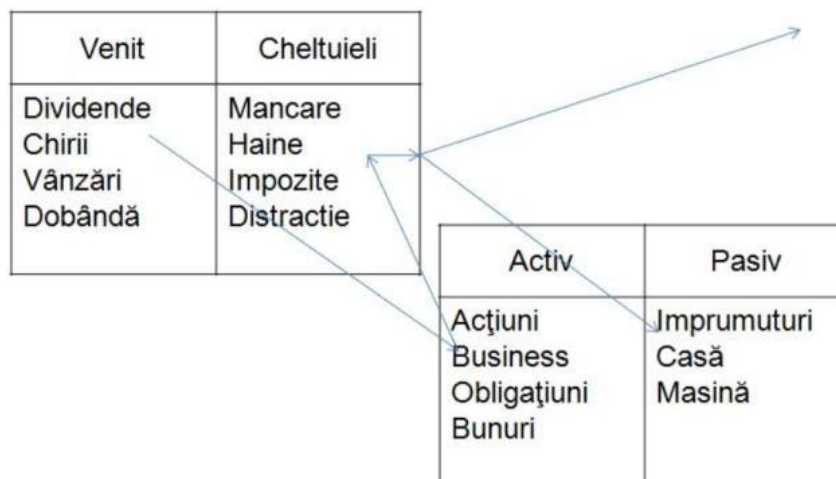 Venit
Cheltuieli
Dividende
Chirii
Vânzări
Dobândă
Mancare
Haine
Impozite
Distractie
Activ
Pasiv
Acţiuni
Business
Obligaţiuni
Bunuri
Imprumuturi
Casă
Masină